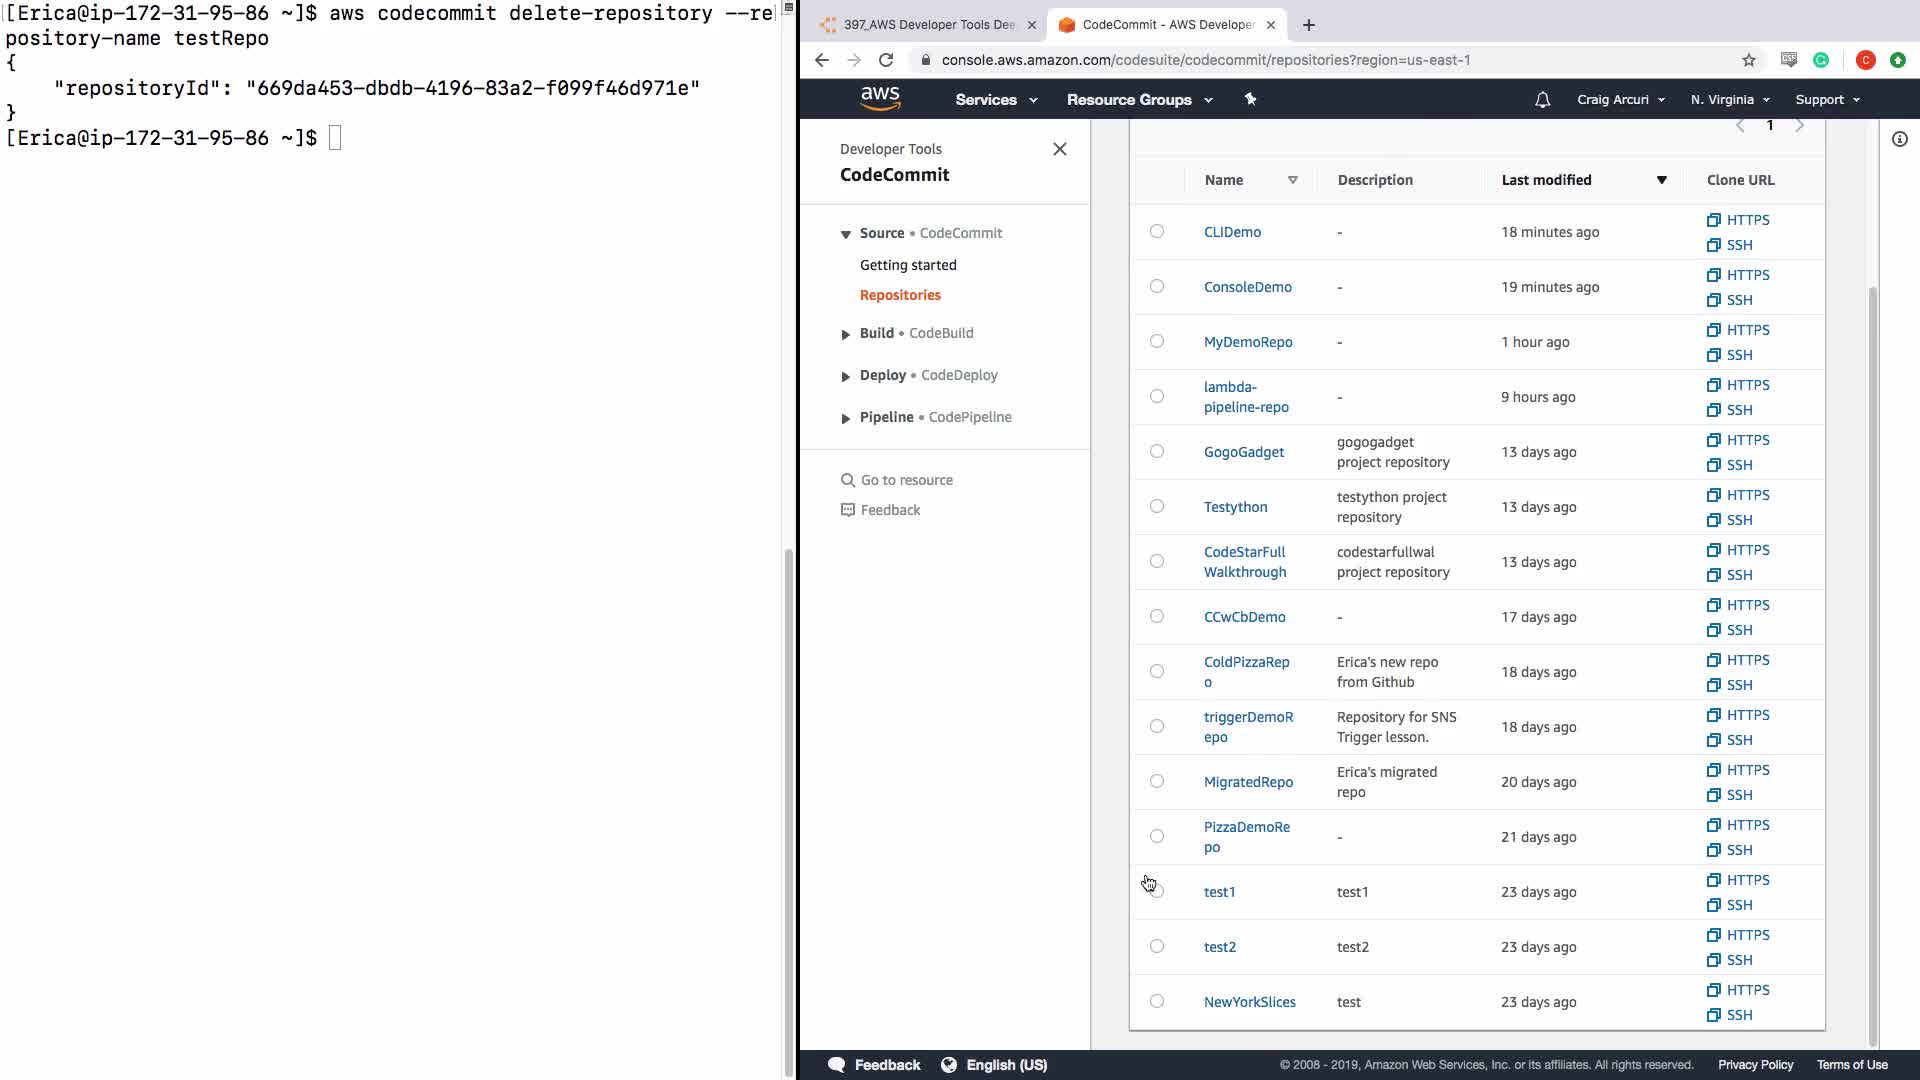 [Erica@ip-172-31-95-86 ~]$ aws codecommit delete-repository --re
pository-name testRepo
{
    "repositoryId": "669da453-dbdb-4196-83a2-f099f46d971e"
}
[Erica@ip-172-31-95-86 ~]$
397_AWS Developer Tools Dee
CodeCommit - AWS Developer
console.aws.amazon.com/codesuite/codecommit/repositories?region=us-east-1
aws Services Resource Groups Craig Arcuri N. Virginia Support
Developer Tools
CodeCommit
Source • CodeCommit
Getting started
Repositories
Build • CodeBuild
Deploy • CodeDeploy
Pipeline • CodePipeline
Go to resource
Feedback
1
Name Description Last modified Clone URL
CLIDemo - 18 minutes ago HTTPS
SSH
ConsoleDemo - 19 minutes ago HTTPS
SSH
MyDemoRepo - 1 hour ago HTTPS
SSH
lambda-
pipeline-repo - 9 hours ago HTTPS
SSH
GogoGadget gogogadget
project repository 13 days ago HTTPS
SSH
Testython testython project
repository 13 days ago HTTPS
SSH
CodeStarFull
Walkthrough codestarfullwal
project repository 13 days ago HTTPS
SSH
CCwCbDemo - 17 days ago HTTPS
SSH
ColdPizzaRep
o Erica's new repo
from Github 18 days ago HTTPS
SSH
triggerDemoR
epo Repository for SNS
Trigger lesson. 18 days ago HTTPS
SSH
MigratedRepo Erica's migrated
repo 20 days ago HTTPS
SSH
PizzaDemoRe
po - 21 days ago HTTPS
SSH
test1 test1 23 days ago HTTPS
SSH
test2 test2 23 days ago HTTPS
SSH
NewYorkSlices test 23 days ago HTTPS
SSH
Feedback English (US) © 2008 - 2019, Amazon Web Services, Inc. or its affiliates. All rights reserved. Privacy Policy Terms of Use